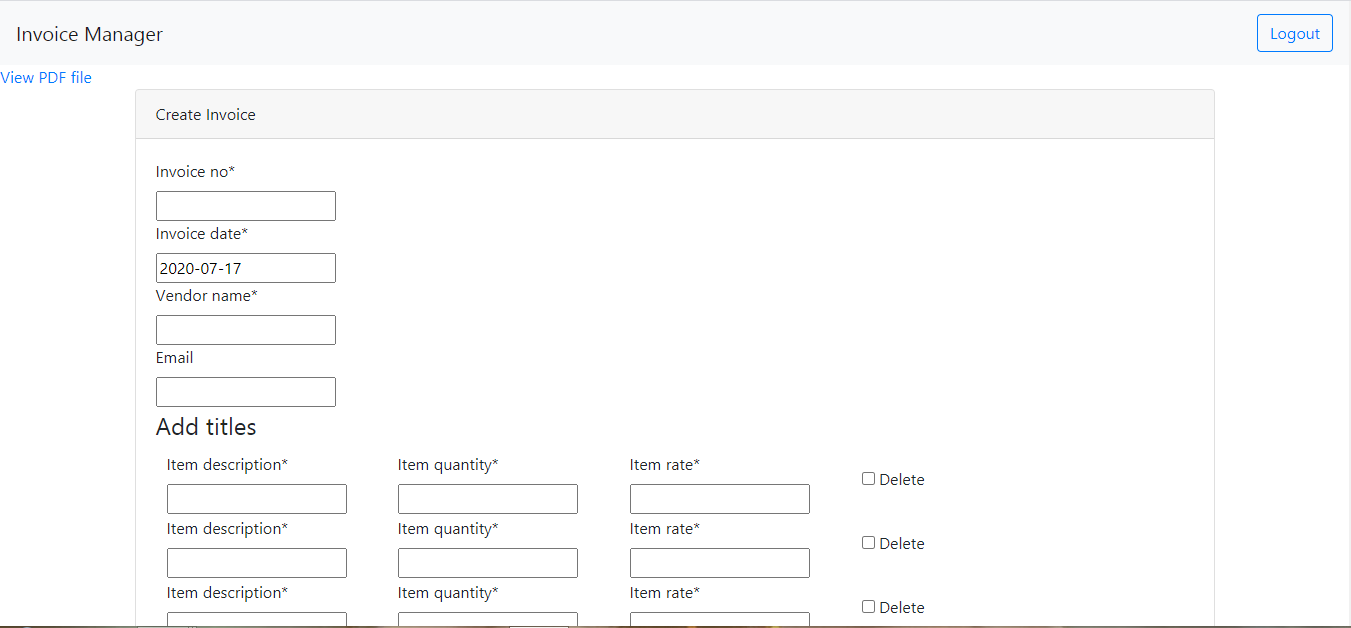 Invoice Manager
Logout
View PDF file
Create Invoice
Invoice no*
Invoice date*
2020-07-17
Vendor name*
Email
Add titles
Item description* Item quantity* Item rate* Delete
Item description* Item quantity* Item rate* Delete
Item description* Item quantity* Item rate* Delete